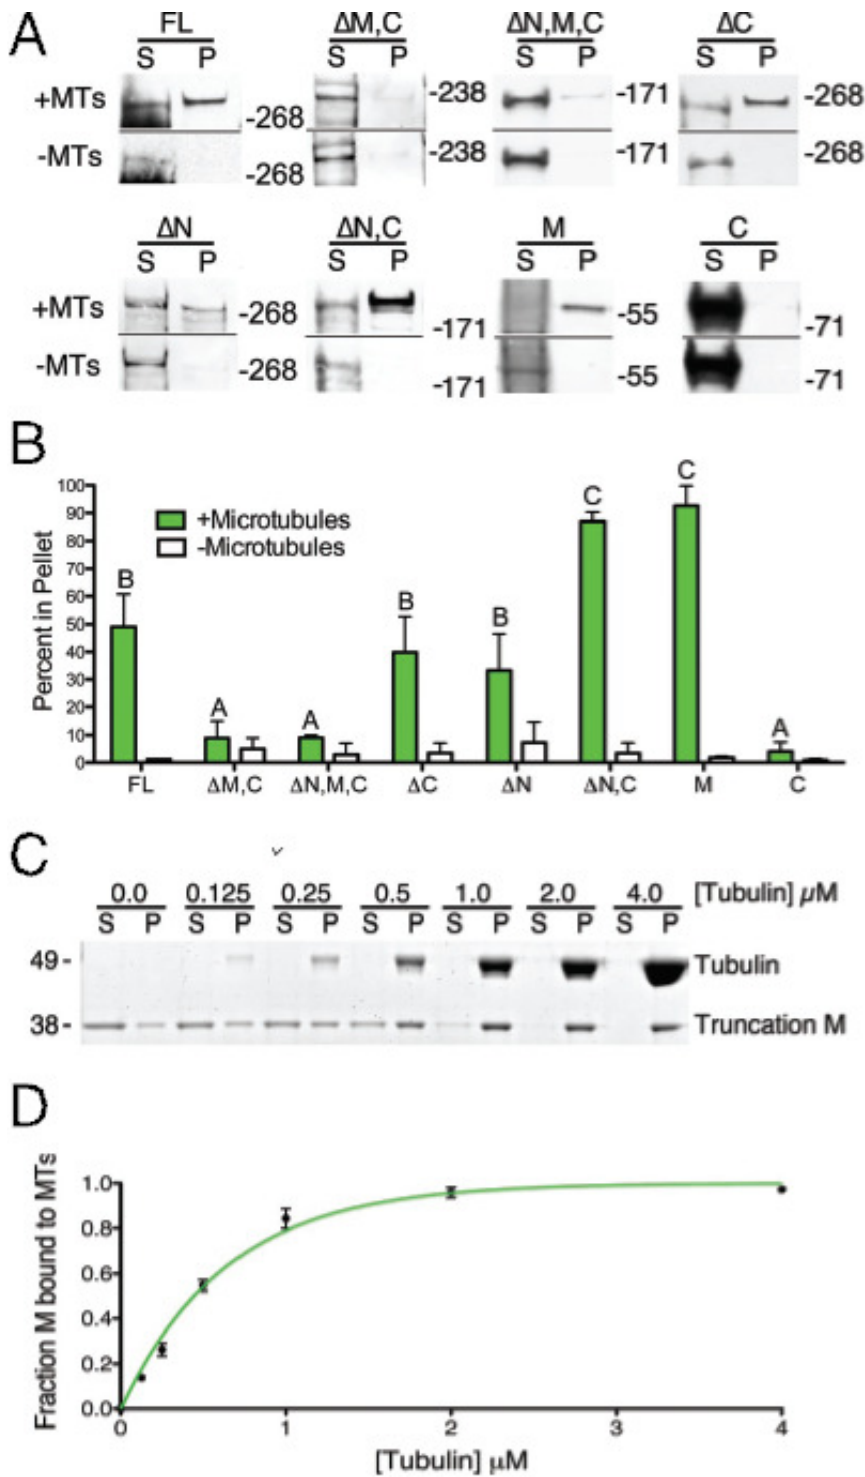 A
FL ΔM,C ΔN,M,C ΔC
S P S P S P S P
+MTs -268 -238 -171 -268
-MTs -268 -238 -171 -268
ΔN ΔN,C M C
S P S P S P S P
+MTs -268 -171 -55 -71
-MTs -268 -171 -55 -71
B
Percent in Pellet
100
90
80
70
60
50
40
30
20
10
0
+Microtubules
-Microtubules
B A A B B C C A
FL ΔM,C ΔN,M,C ΔC ΔN ΔN,C M C
C
0.0 0.125 0.25 0.5 1.0 2.0 4.0 [Tubulin] µM
S P S P S P S P S P S P S P
49- Tubulin
38- Truncation M
D
Fraction M bound to MTs
1.0
0.8
0.6
0.4
0.2
0.0
0 1 2 3 4
[Tubulin] µM